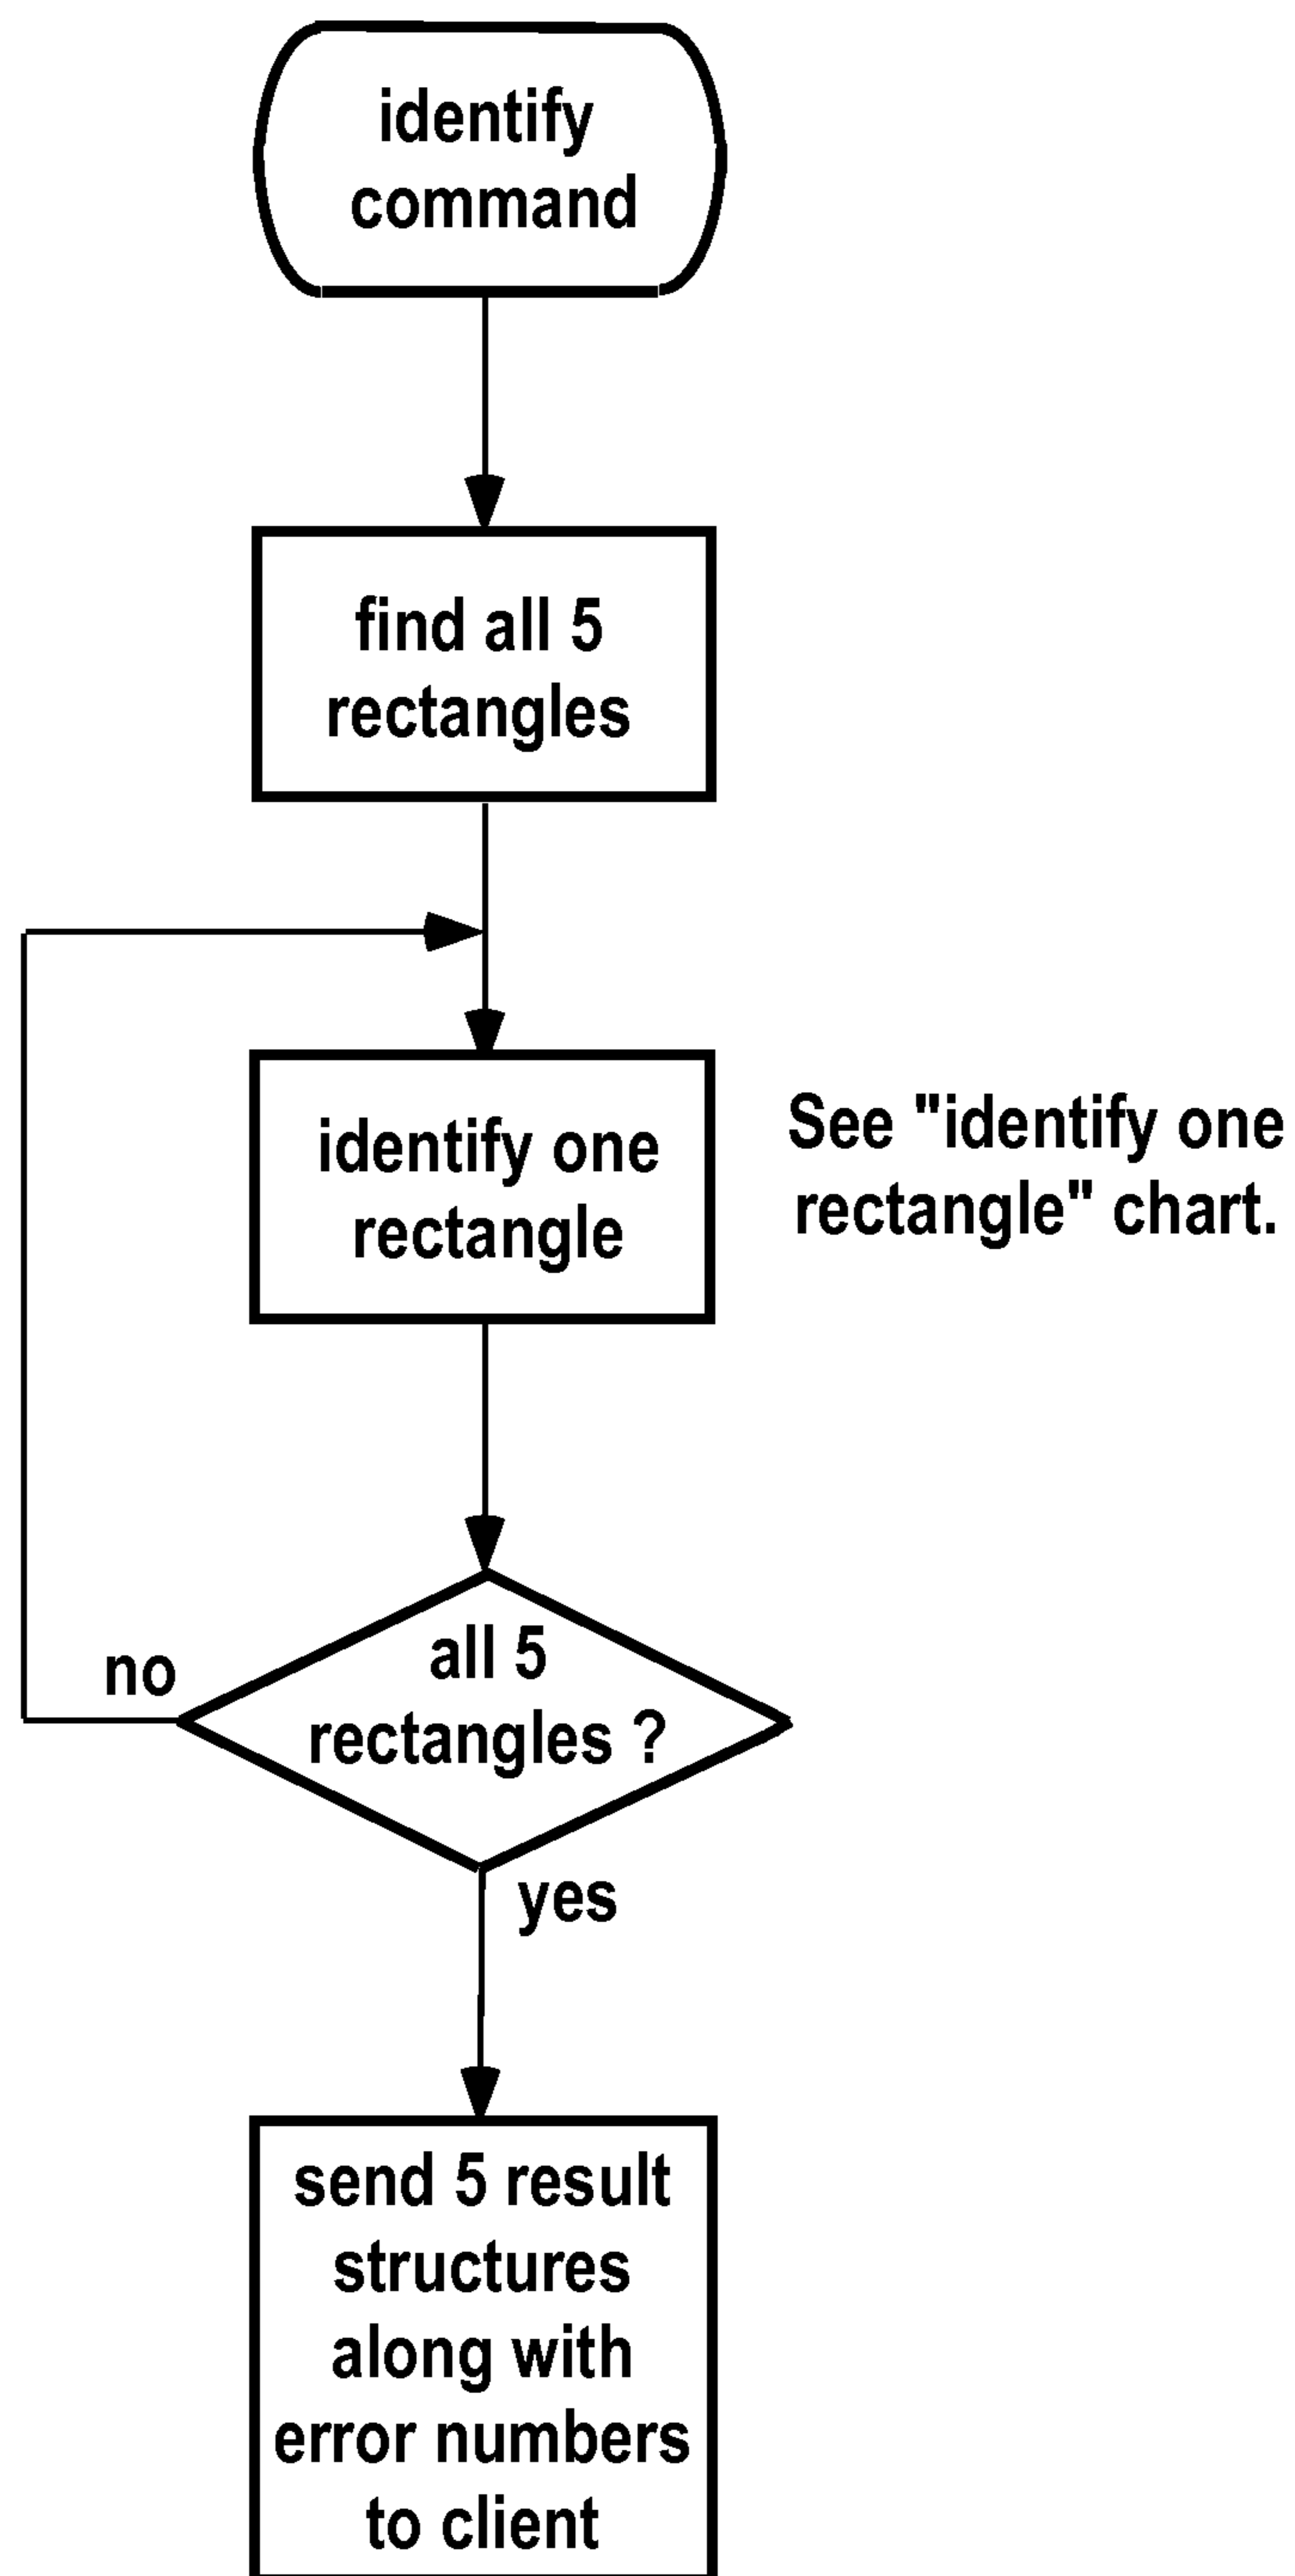 identify
command
find all 5
rectangles
identify one
rectangle
See "identify one
rectangle" chart.
all 5
rectangles ?
no
yes
send 5 result
structures
along with
error numbers
to client